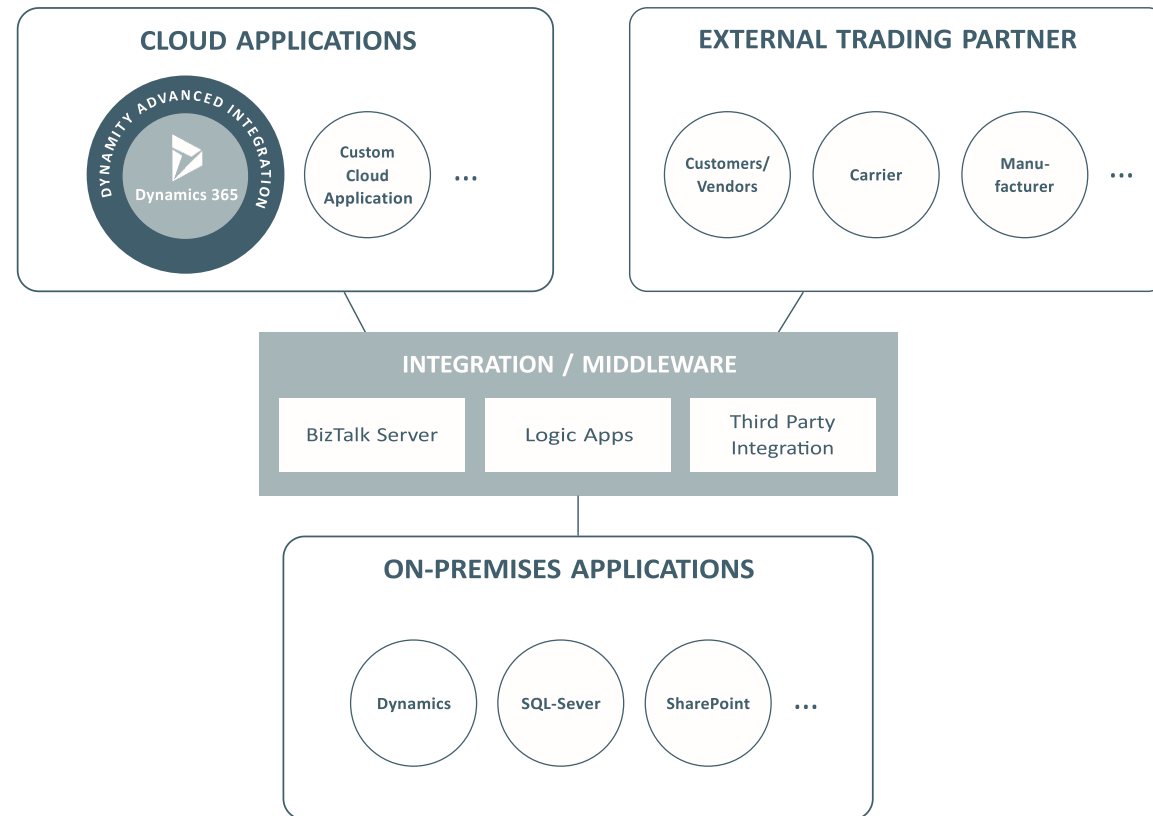 CLOUD APPLICATIONS
DYNAMITY ADVANCED INTEGRATION
Dynamics 365
Custom
Cloud
Application
...
EXTERNAL TRADING PARTNER
Customers/
Vendors
Carrier
Manu-
facturer
...
INTEGRATION / MIDDLEWARE
BizTalk Server
Logic Apps
Third Party
Integration
ON-PREMISES APPLICATIONS
Dynamics
SQL-Sever
SharePoint
...